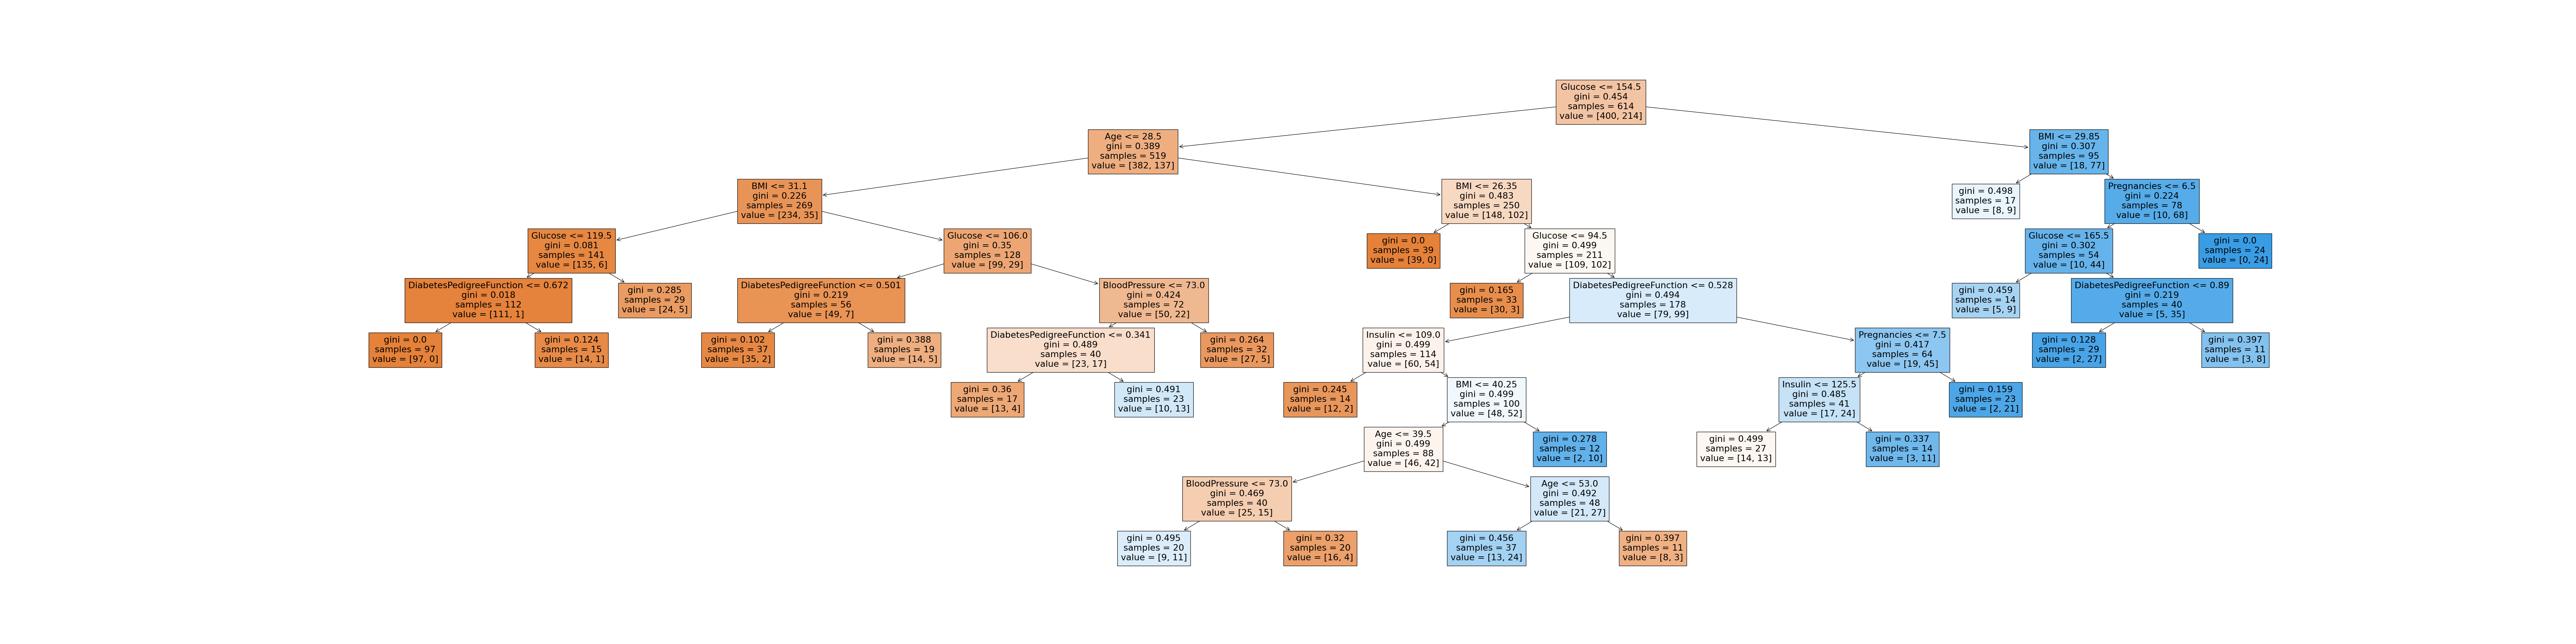 Glucose <= 154.5
gini = 0.454
samples = 614
value = [400, 214]
Age <= 28.5
gini = 0.389
samples = 519
value = [382, 137]
BMI <= 29.85
gini = 0.307
samples = 95
value = [18, 77]
BMI <= 31.1
gini = 0.226
samples = 269
value = [234, 35]
BMI <= 26.35
gini = 0.483
samples = 250
value = [148, 102]
gini = 0.498
samples = 17
value = [8, 9]
Pregnancies <= 6.5
gini = 0.224
samples = 78
value = [10, 68]
Glucose <= 119.5
gini = 0.081
samples = 141
value = [135, 6]
Glucose <= 106.0
gini = 0.35
samples = 128
value = [99, 29]
gini = 0.0
samples = 39
value = [39, 0]
Glucose <= 94.5
gini = 0.499
samples = 211
value = [109, 102]
Glucose <= 165.5
gini = 0.302
samples = 54
value = [10, 44]
gini = 0.0
samples = 24
value = [0, 24]
DiabetesPedigreeFunction <= 0.672
gini = 0.018
samples = 112
value = [111, 1]
gini = 0.285
samples = 29
value = [24, 5]
DiabetesPedigreeFunction <= 0.501
gini = 0.219
samples = 56
value = [49, 7]
BloodPressure <= 73.0
gini = 0.424
samples = 72
value = [50, 22]
gini = 0.165
samples = 33
value = [30, 3]
DiabetesPedigreeFunction <= 0.528
gini = 0.494
samples = 178
value = [79, 99]
gini = 0.459
samples = 14
value = [5, 9]
DiabetesPedigreeFunction <= 0.89
gini = 0.219
samples = 40
value = [5, 35]
gini = 0.0
samples = 97
value = [97, 0]
gini = 0.124
samples = 15
value = [14, 1]
gini = 0.102
samples = 37
value = [35, 2]
gini = 0.388
samples = 19
value = [14, 5]
DiabetesPedigreeFunction <= 0.341
gini = 0.489
samples = 40
value = [23, 17]
gini = 0.264
samples = 32
value = [27, 5]
Insulin <= 109.0
gini = 0.499
samples = 114
value = [60, 54]
Pregnancies <= 7.5
gini = 0.417
samples = 64
value = [19, 45]
gini = 0.128
samples = 29
value = [2, 27]
gini = 0.397
samples = 11
value = [3, 8]
gini = 0.36
samples = 17
value = [13, 4]
gini = 0.491
samples = 23
value = [10, 13]
gini = 0.245
samples = 14
value = [12, 2]
BMI <= 40.25
gini = 0.499
samples = 100
value = [48, 52]
Insulin <= 125.5
gini = 0.485
samples = 41
value = [17, 24]
gini = 0.159
samples = 23
value = [2, 21]
Age <= 39.5
gini = 0.499
samples = 88
value = [46, 42]
gini = 0.278
samples = 12
value = [2, 10]
gini = 0.499
samples = 27
value = [14, 13]
gini = 0.337
samples = 14
value = [3, 11]
BloodPressure <= 73.0
gini = 0.469
samples = 40
value = [25, 15]
Age <= 53.0
gini = 0.492
samples = 48
value = [21, 27]
gini = 0.495
samples = 20
value = [9, 11]
gini = 0.32
samples = 20
value = [16, 4]
gini = 0.456
samples = 37
value = [13, 24]
gini = 0.397
samples = 11
value = [8, 3]